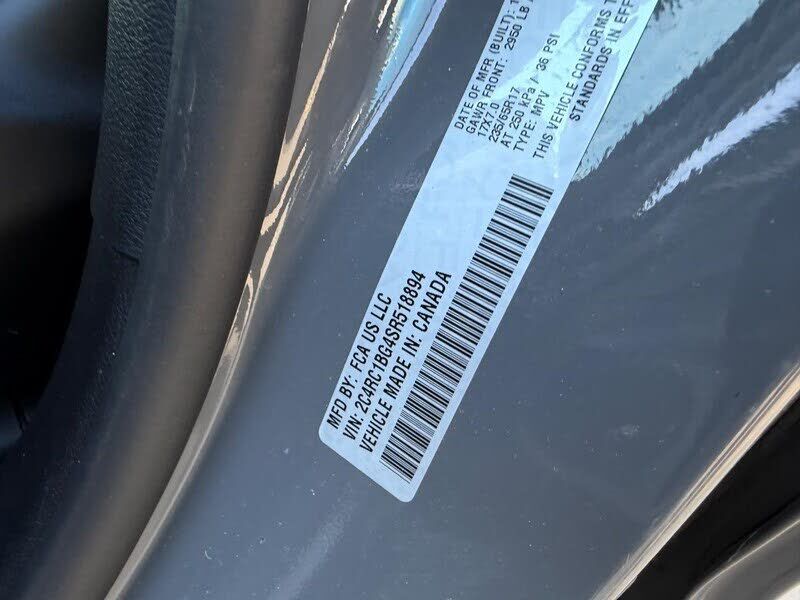 MFD BY: FCA US LLC
VIN: 2C4RC1BG4SR518894
VEHICLE MADE IN: CANADA
DATE OF MFR (BUILT):
GAWR FRONT: 2950 LB
17X7.0
235/65R17
AT 250 kPa / 36 PSI
TYPE: MPV
THIS VEHICLE CONFORMS
STANDARDS IN EFF